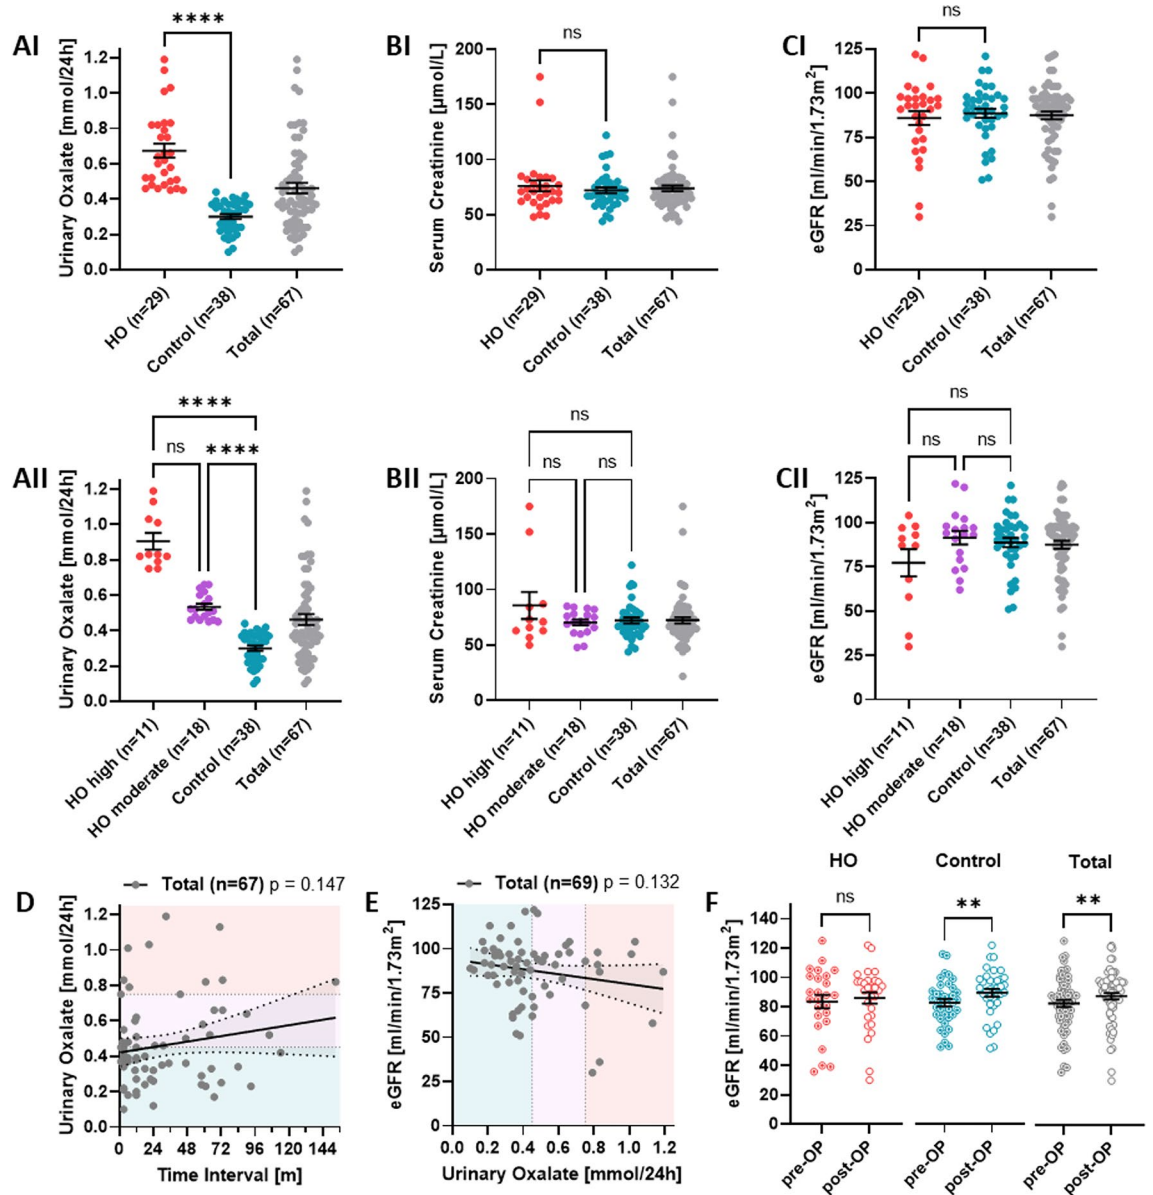 AI
Urinary Oxalate [mmol/24h]
1.2
1.0
0.8
0.6
0.4
0.2
0.0
****
HO (n=29)
Control (n=38)
Total (n=67)
BI
Serum Creatinine [µmol/L]
200
150
100
50
0
ns
HO (n=29)
Control (n=38)
Total (n=67)
CI
eGFR [ml/min/1.73m²]
125
100
75
50
25
0
ns
HO (n=29)
Control (n=38)
Total (n=67)
AII
Urinary Oxalate [mmol/24h]
1.2
1.0
0.8
0.6
0.4
0.2
0.0
****
ns
****
HO high (n=11)
HO moderate (n=18)
Control (n=38)
Total (n=67)
BII
Serum Creatinine [µmol/L]
200
150
100
50
0
ns
ns
ns
HO high (n=11)
HO moderate (n=18)
Control (n=38)
Total (n=67)
CII
eGFR [ml/min/1.73m²]
125
100
75
50
25
0
ns
ns
ns
HO high (n=11)
HO moderate (n=18)
Control (n=38)
Total (n=67)
D
Total (n=67) p = 0.147
Urinary Oxalate [mmol/24h]
1.2
1.0
0.8
0.6
0.4
0.2
0.0
0 24 48 72 96 120 144
Time Interval [m]
E
Total (n=69) p = 0.132
eGFR [ml/min/1.73m²]
125
100
75
50
25
0
0.0 0.2 0.4 0.6 0.8 1.0 1.2
Urinary Oxalate [mmol/24h]
F
HO Control Total
eGFR [ml/min/1.73m²]
140
120
100
80
60
40
20
0
ns
**
**
pre-OP
post-OP
pre-OP
post-OP
pre-OP
post-OP